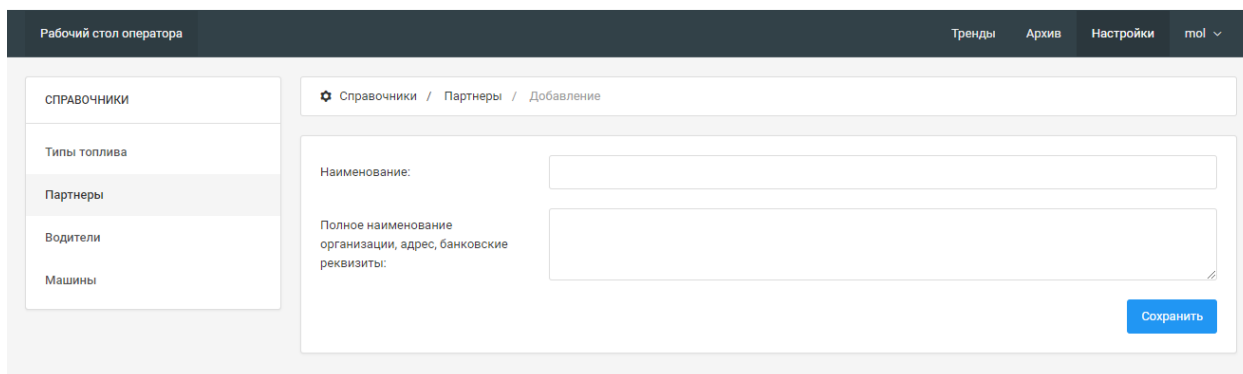 Рабочий стол оператора
Тренды
Архив
Настройки
mol
СПРАВОЧНИКИ
Типы топлива
Партнеры
Водители
Машины
Справочники / Партнеры / Добавление
Наименование:
Полное наименование
организации, адрес, банковские
реквизиты:
Сохранить